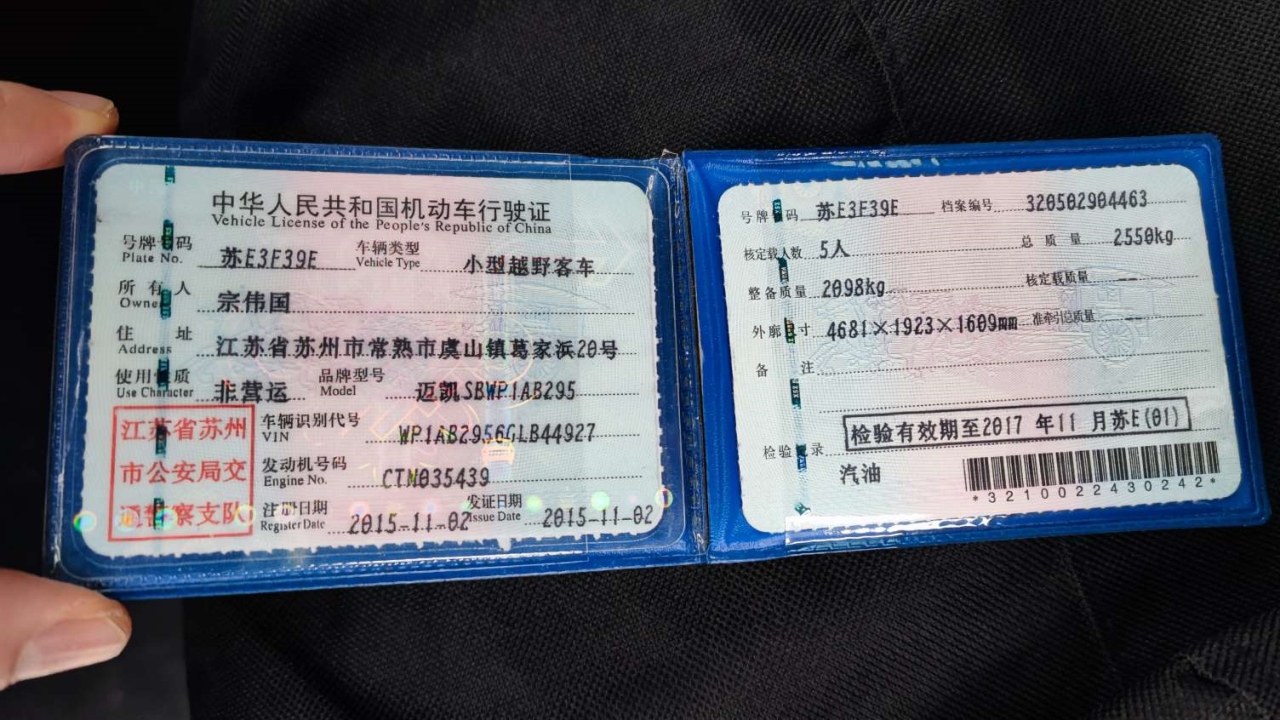 中华人民共和国机动车行驶证
Vehicle License of the People's Republic of China
号牌号码 苏E3F39E 车辆类型 小型越野客车
Plate No. Vehicle Type
所有人 宗伟国
Owner
住址 江苏省苏州市常熟市虞山镇葛家浜20号
Address
使用性质 非营运 品牌型号 迈凯SBWP1AB295
Use Character Model
江苏省苏州
市公安局交
通警察支队
车辆识别代号 WP1AB2956GLB44927
VIN
发动机号码 CTN035439
Engine No.
注册日期 2015-11-02 发证日期 2015-11-02
Register Date Issue Date
号牌号码 苏E3F39E 档案编号 320502904463
核定载人数 5人 总质量 2550kg
整备质量 2098kg 核定载质量 --
外廓尺寸 4681×1923×1609mm 准牵引总质量 --
备注
检验记录 检验有效期至2017 年11 月苏E(01)
汽油
*3210022430242*